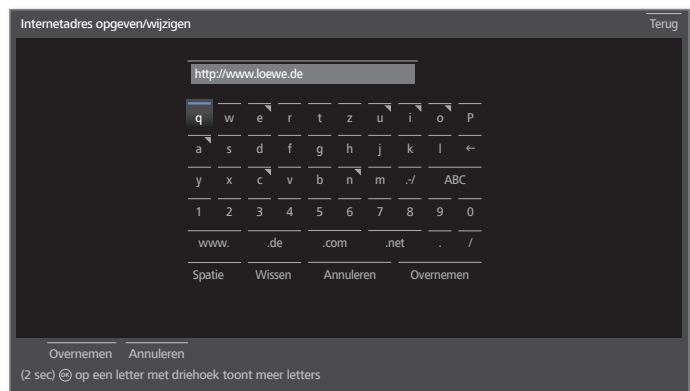 Internetadres opgeven/wijzigen Terug
http://www.loewe.de
q w e r t z u i o P
a s d f g h j k l ←
y x c v b n m .-/ ABC
1 2 3 4 5 6 7 8 9 0
www. .de .com .net . /
Spatie Wissen Annuleren Overnemen
Overnemen Annuleren
(2 sec) OK op een letter met driehoek toont meer letters